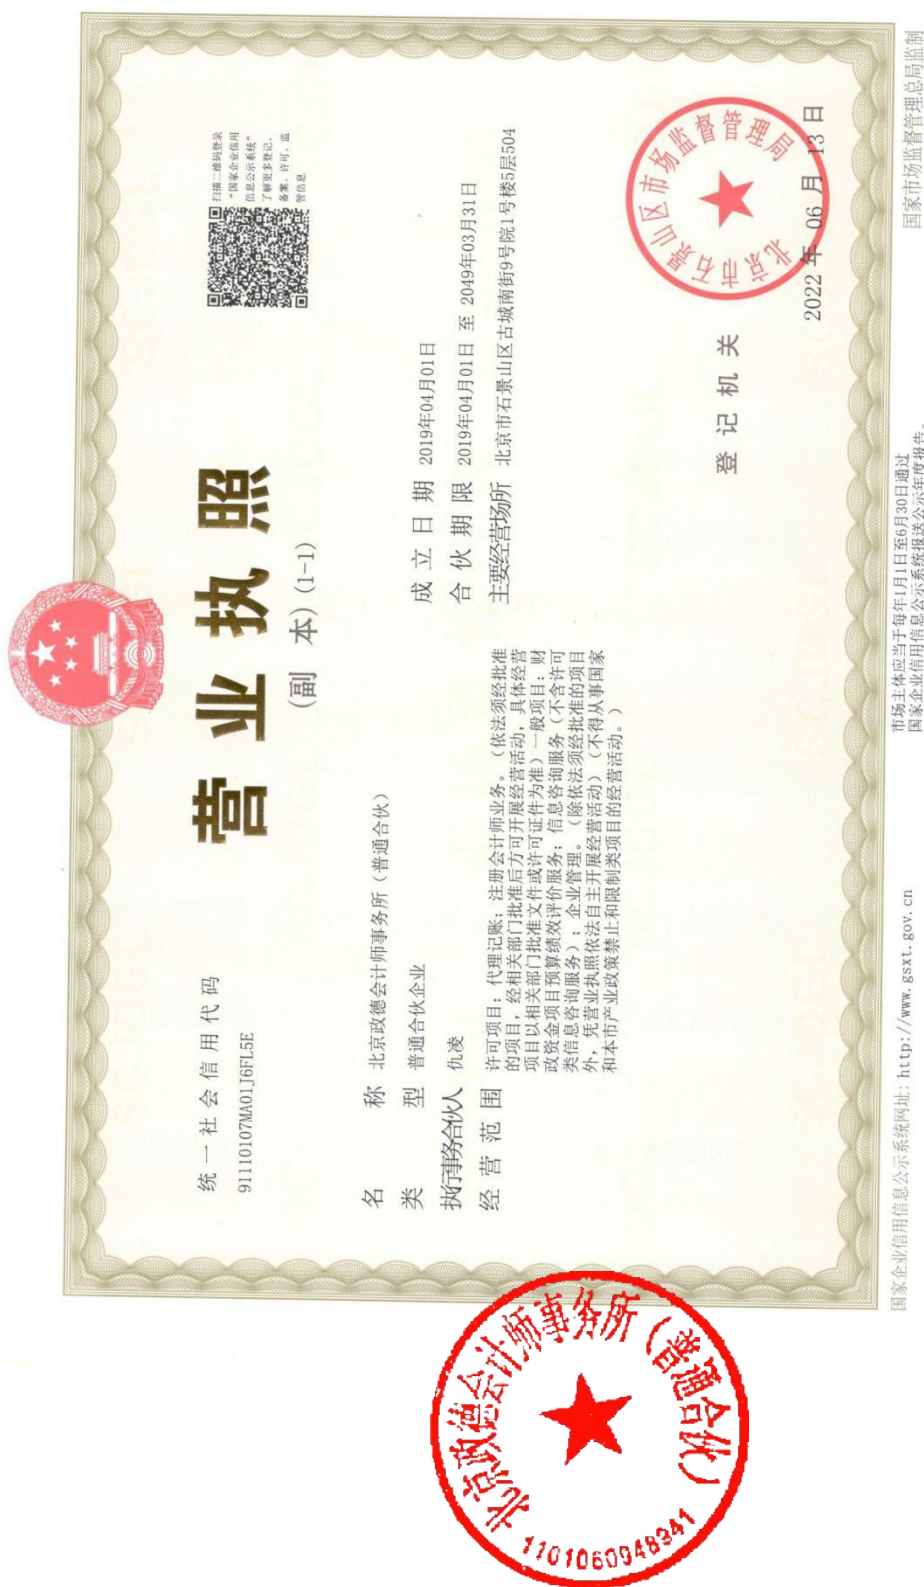 统一社会信用代码
91110107MA01J6FL5E
营业执照
(副 本) (1-1)
扫描二维码登录
“国家企业信用
信息公示系统”
了解更多登记、
备案、许可、监
管信息
名 称 北京政德会计师事务所（普通合伙）
类 型 普通合伙企业
执行事务合伙人 仇凌
经 营 范 围 许可项目：代理记账；注册会计师业务。（依法须经批准
的项目，经相关部门批准后方可开展经营活动，具体经营
项目以相关部门批准文件或许可证件为准）一般项目：财
政资金项目预算绩效评价服务；信息咨询服务（不含许可
类信息咨询服务）；企业管理。（除依法须经批准的项目
外，凭营业执照依法自主开展经营活动）（不得从事国家
和本市产业政策禁止和限制类项目的经营活动。）
成 立 日 期 2019年04月01日
合 伙 期 限 2019年04月01日 至 2049年03月31日
主要经营场所 北京市石景山区古城南街9号院1号楼5层504
登 记 机 关
北京市石景山区市场监督管理局
2022 年 06 月 13 日
北京政德会计师事务所（普通合伙）
1101060948341
国家企业信用信息公示系统网址：http://www.gsxt.gov.cn
市场主体应当于每年1月1日至6月30日通过
国家企业信用信息公示系统报送公示年度报告。
国家市场监督管理总局监制